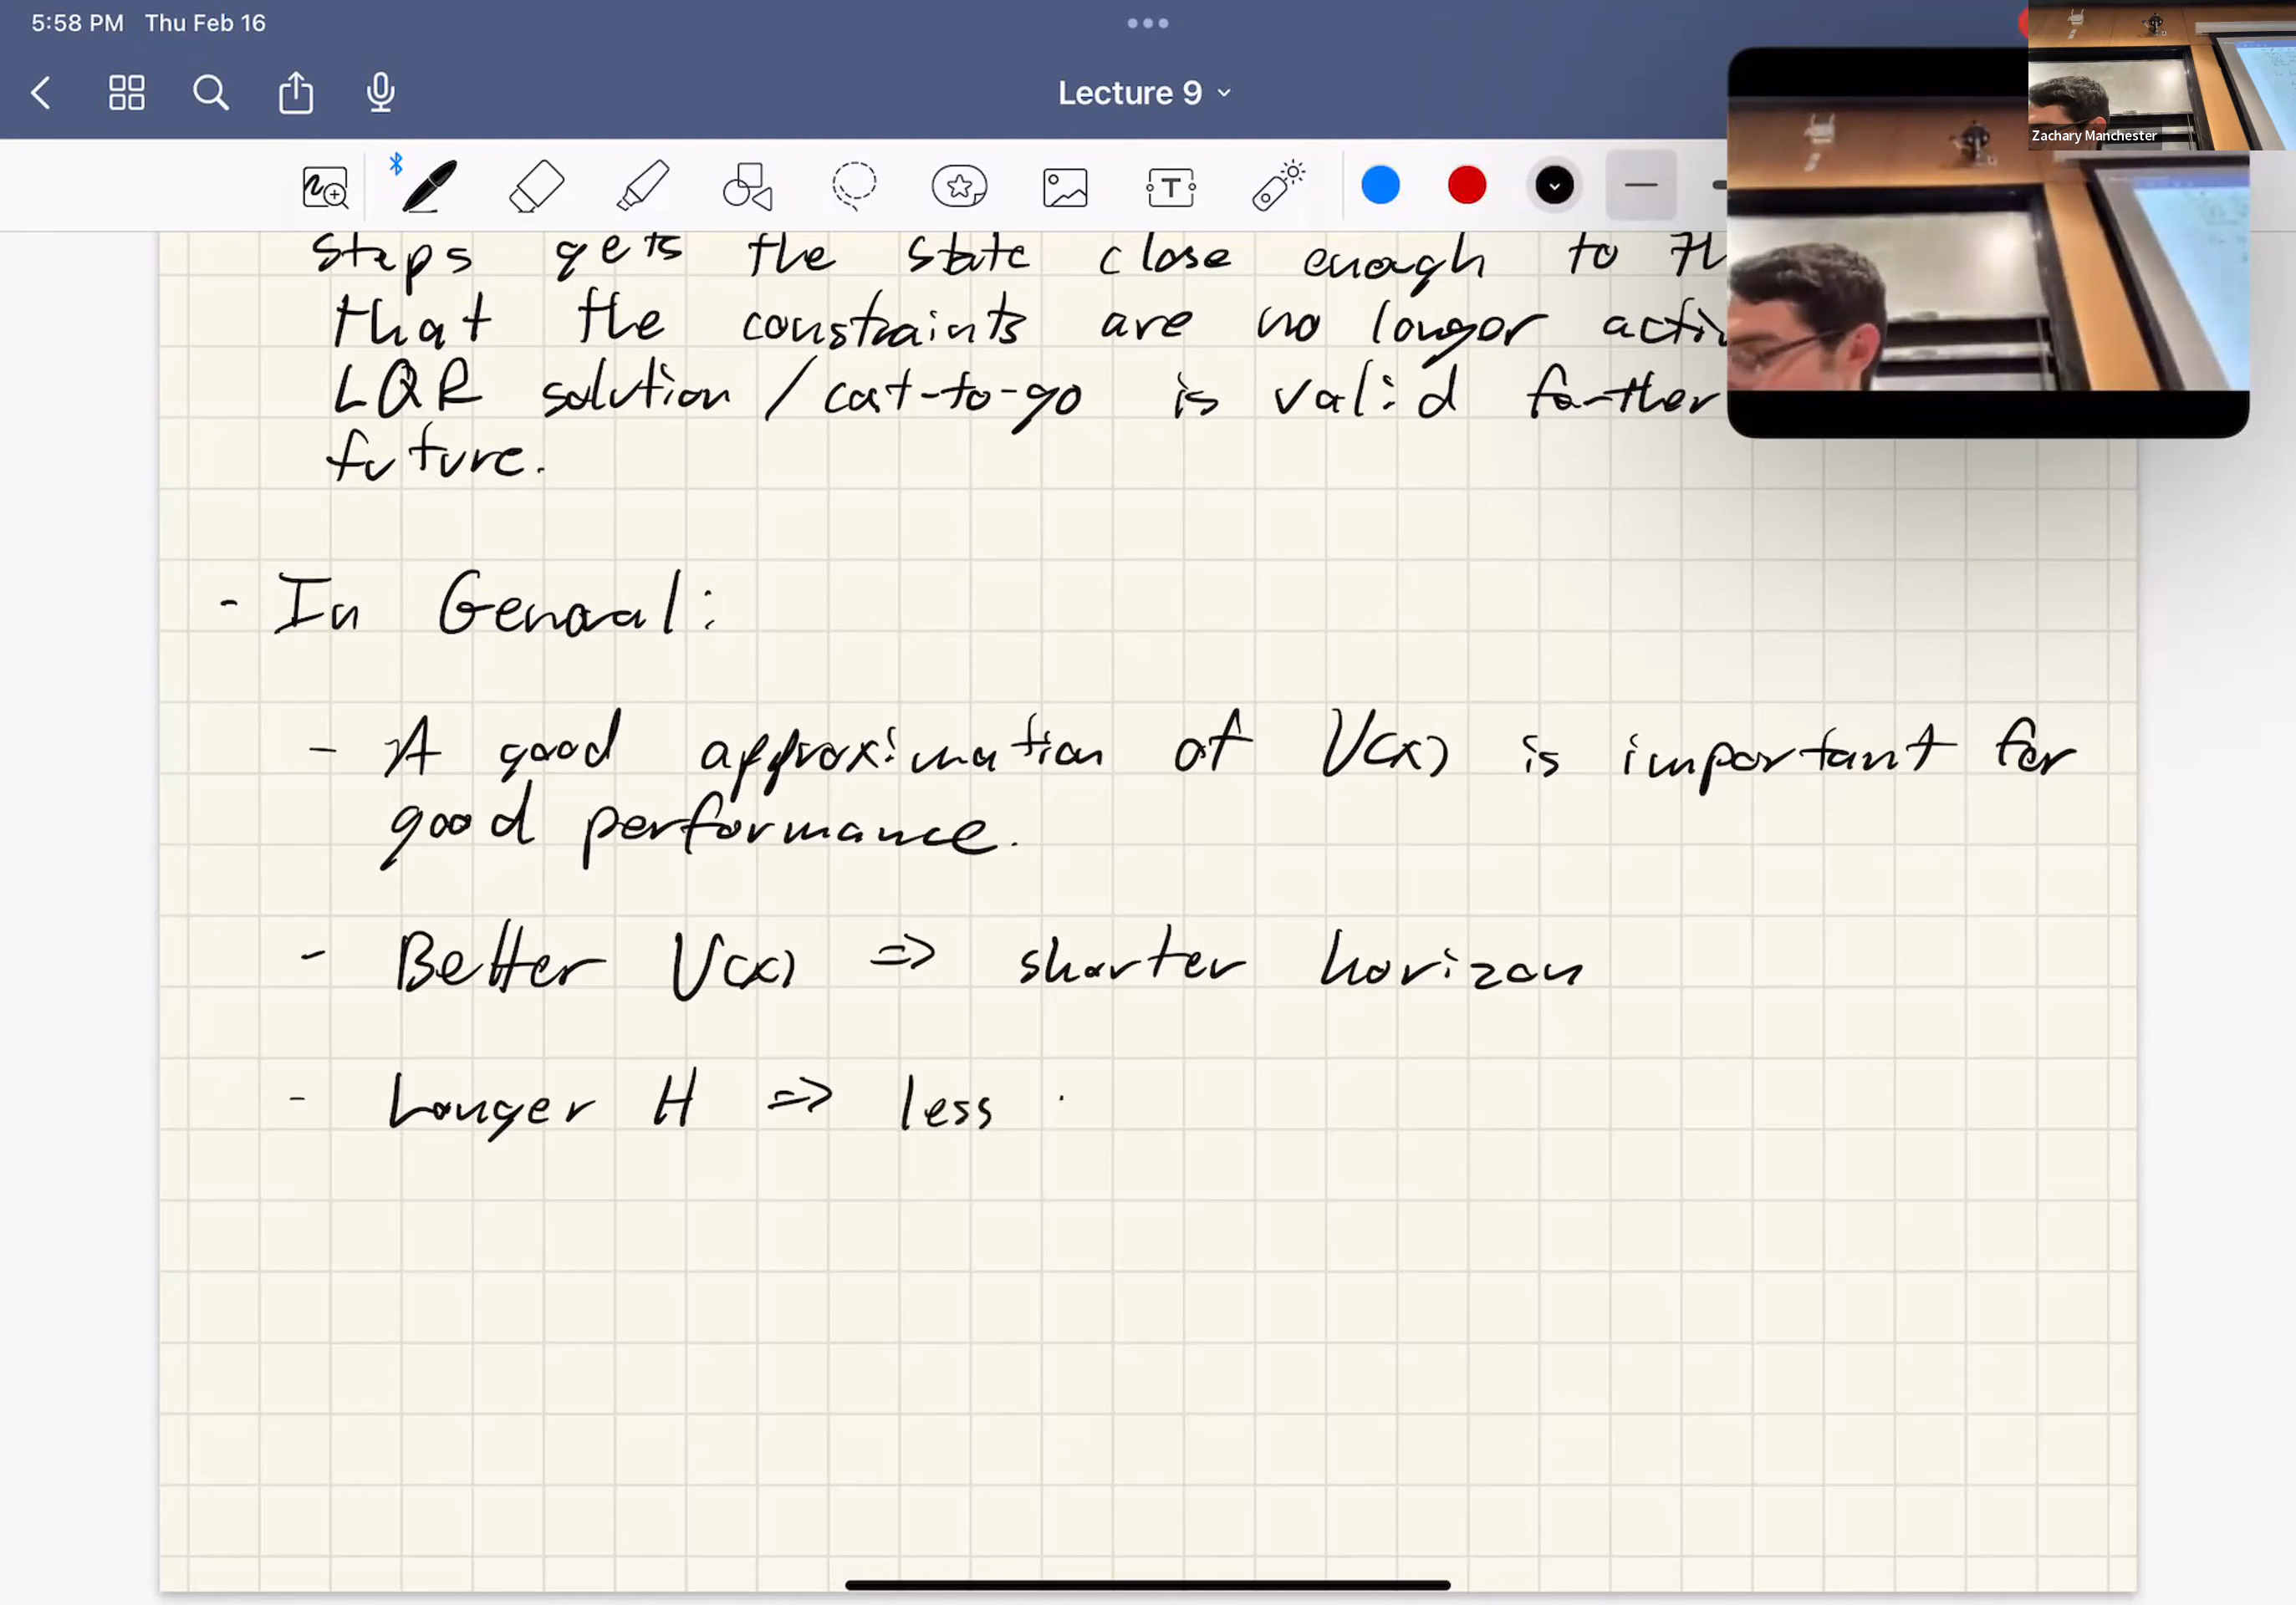 5:58 PM Thu Feb 16
Lecture 9
Zachary Manchester
T
steps gets the state close enough to th
that the constraints are no longer acti
LQR solution / cost-to-go is valid further
future.
- In General:
- A good approximation of V(x) is important for
good performance.
- Better V(x) => shorter horizon
- Longer H => less